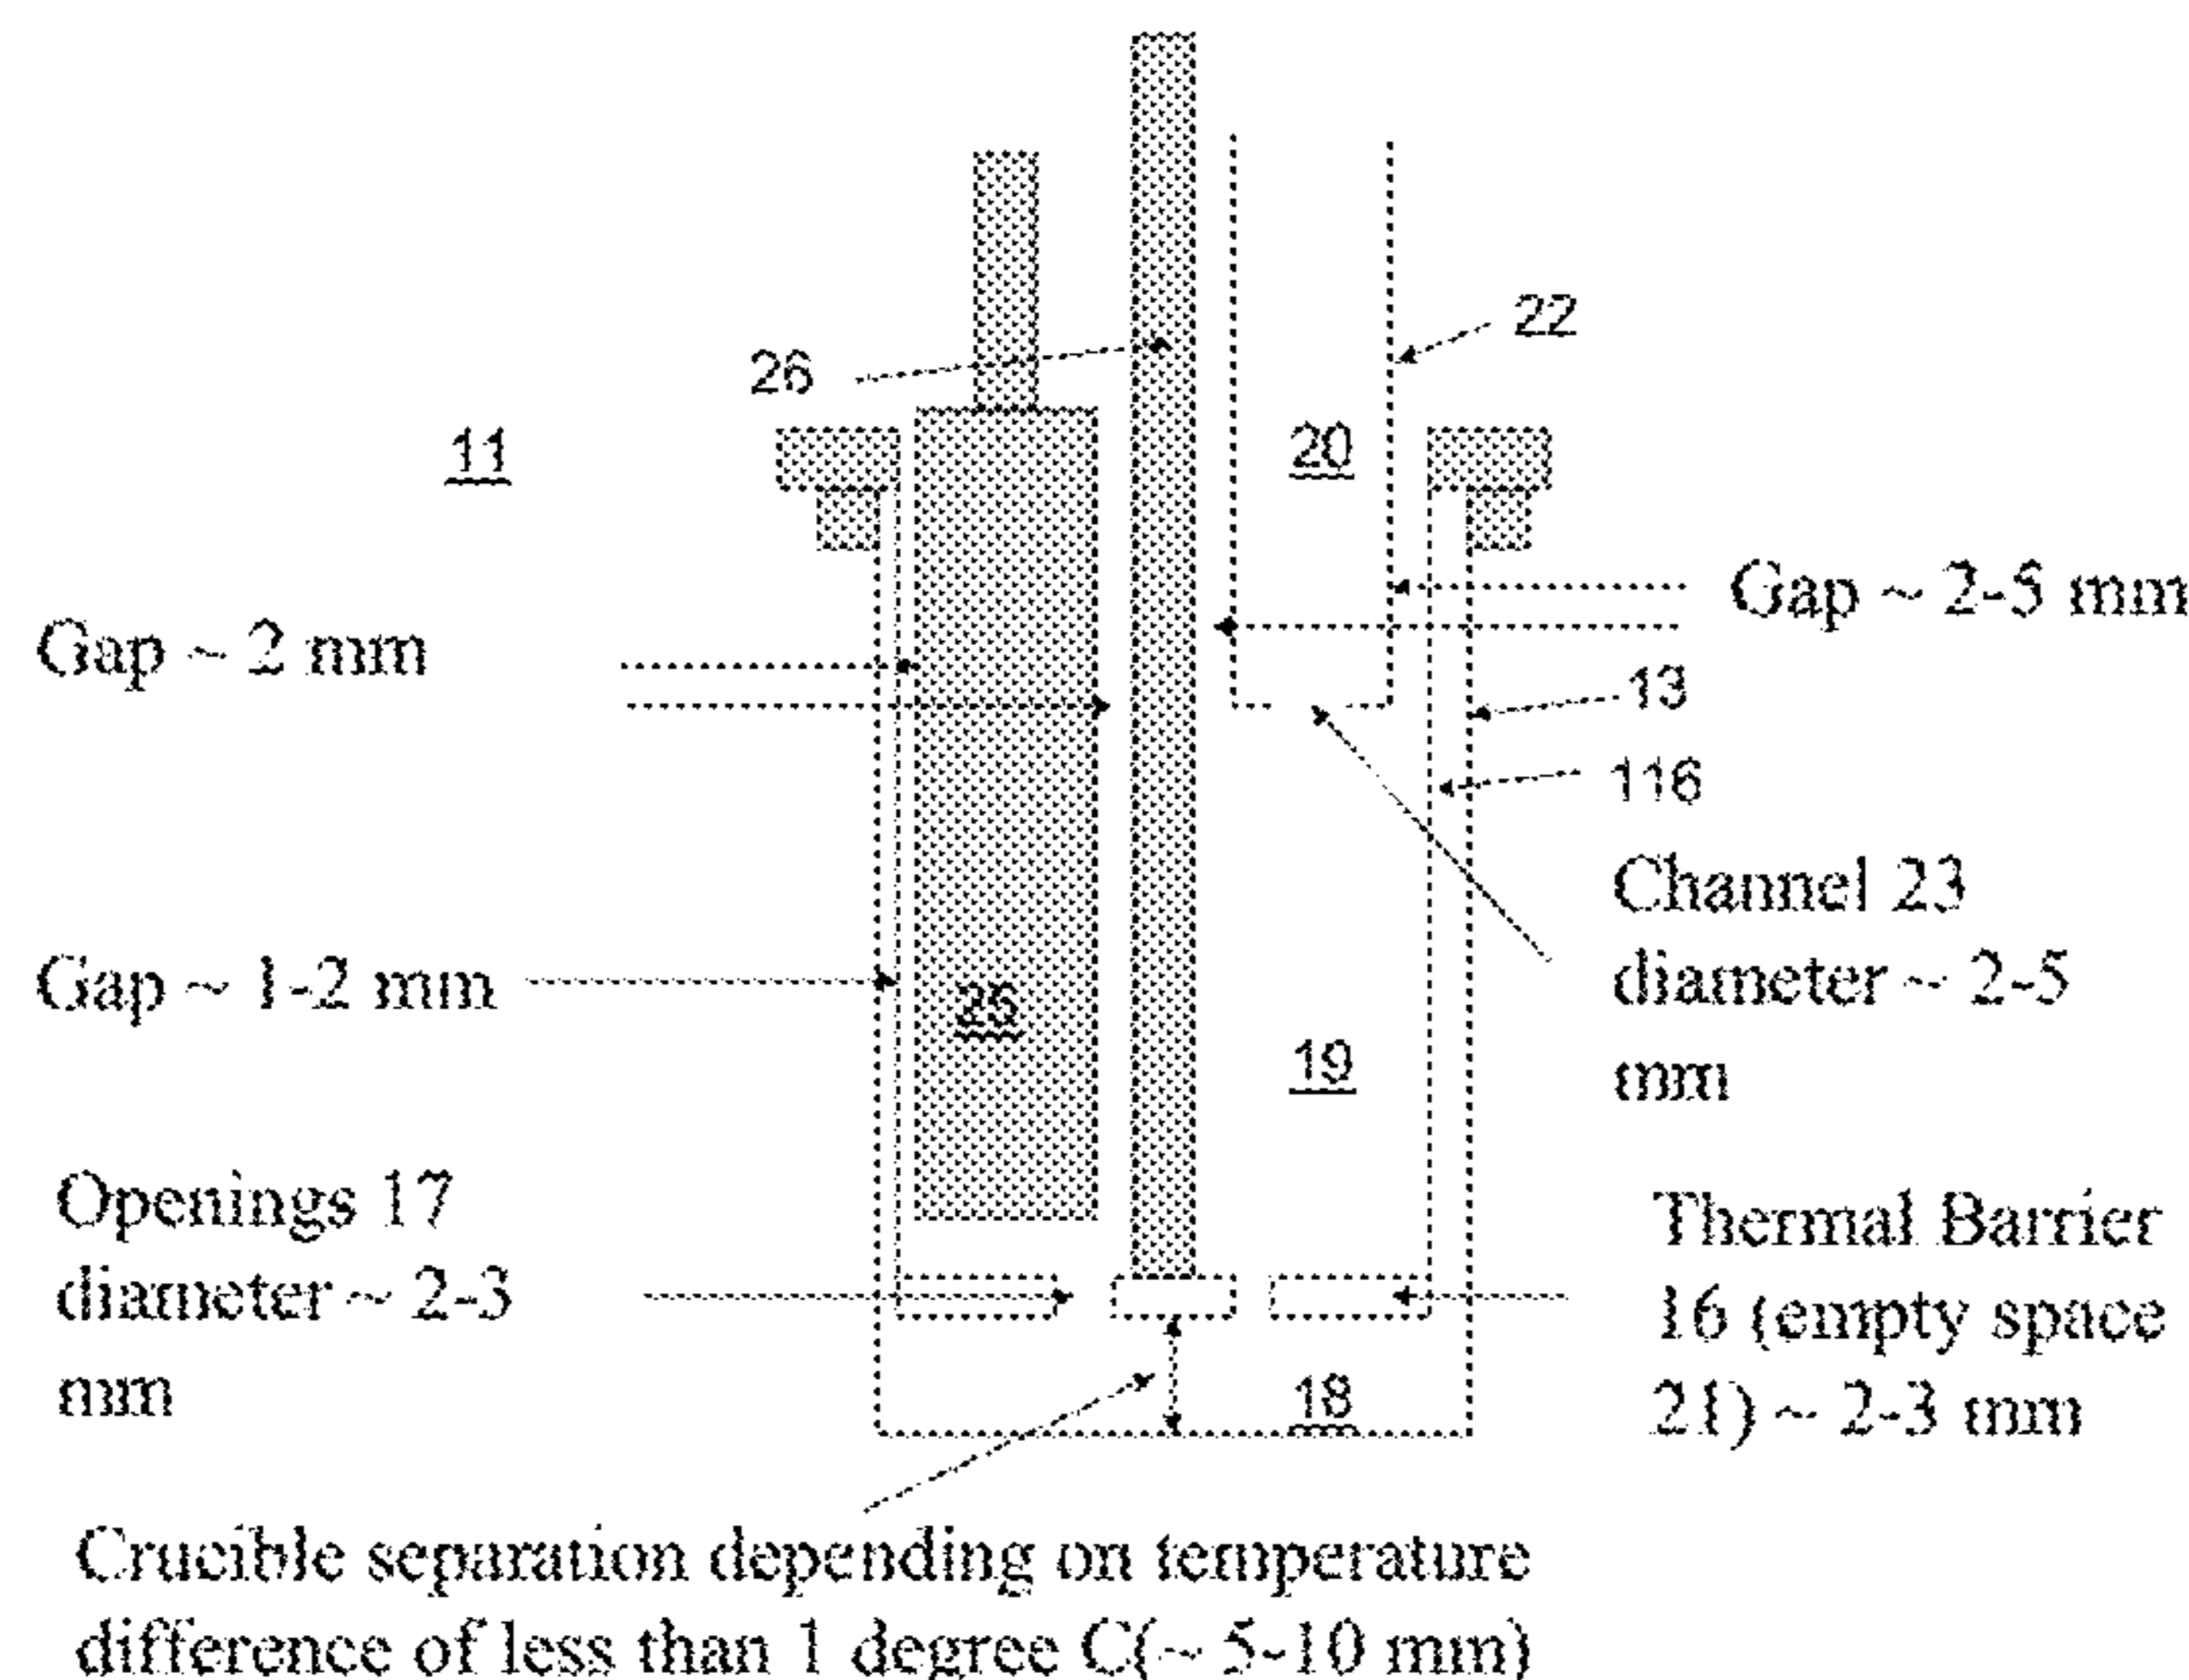 22
26
11
20
Gap ~ 2-5 mm
Gap ~ 2 mm
13
116
Channel 23
diameter ~ 2-5
mm
Gap ~ 1-2 mm
25
19
Openings 17
diameter ~ 2-3
mm
Thermal Barrier
16 (empty space
21) ~ 2-3 mm
18
Crucible separation depending on temperature
difference of less than 1 degree C(~ 5-10 mm)